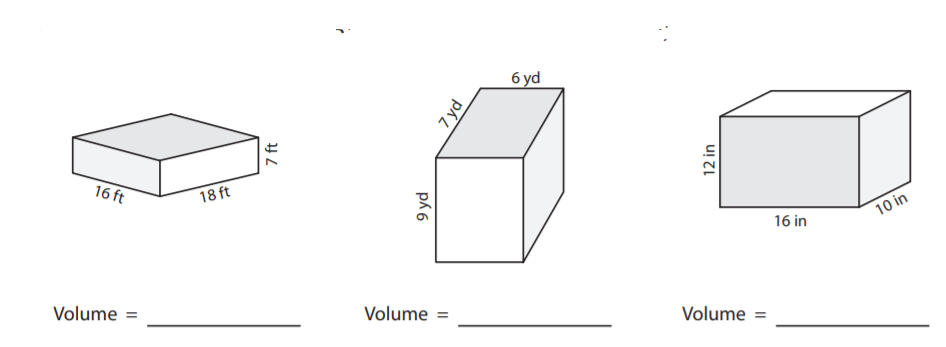 16 ft
18 ft
7 ft
Volume =
6 yd
7 yd
9 yd
Volume =
12 in
16 in
10 in
Volume =